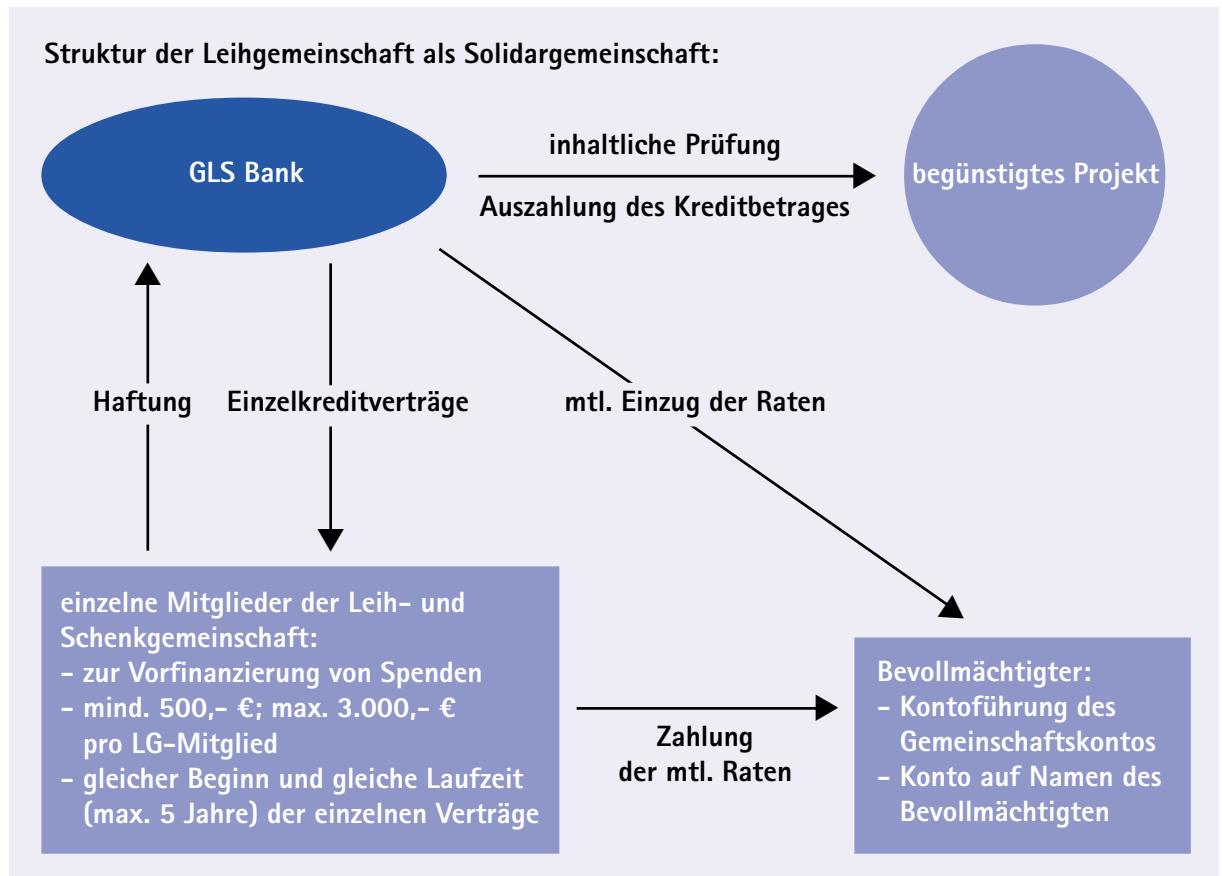 Struktur der Leihgemeinschaft als Solidargemeinschaft:
GLS Bank
inhaltliche Prüfung
Auszahlung des Kreditbetrages
begünstigtes Projekt
Haftung
Einzelkreditverträge
mtl. Einzug der Raten
einzelne Mitglieder der Leih- und
Schenkgemeinschaft:
– zur Vorfinanzierung von Spenden
– mind. 500,- €; max. 3.000,- €
pro LG-Mitglied
– gleicher Beginn und gleiche Laufzeit
(max. 5 Jahre) der einzelnen Verträge
Zahlung
der mtl. Raten
Bevollmächtigter:
– Kontoführung des
Gemeinschaftskontos
– Konto auf Namen des
Bevollmächtigten